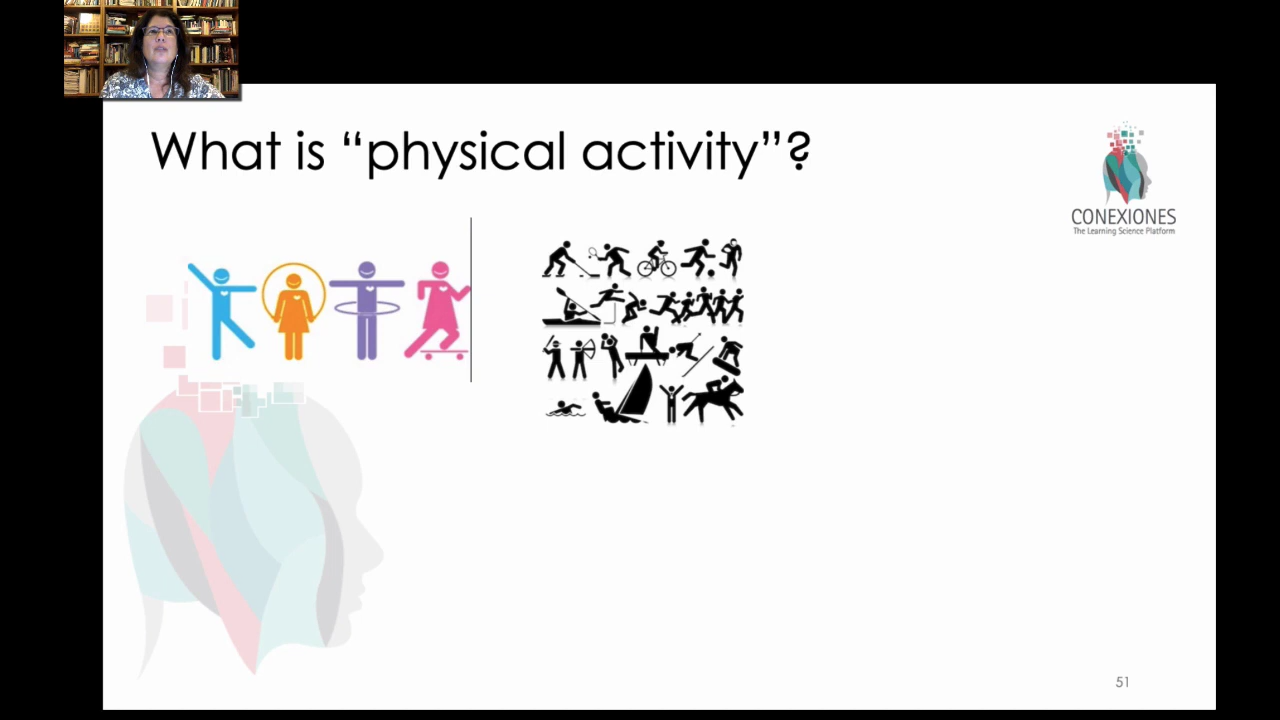 What is “physical activity”?
CONEXIONES
The Learning Science Platform
51